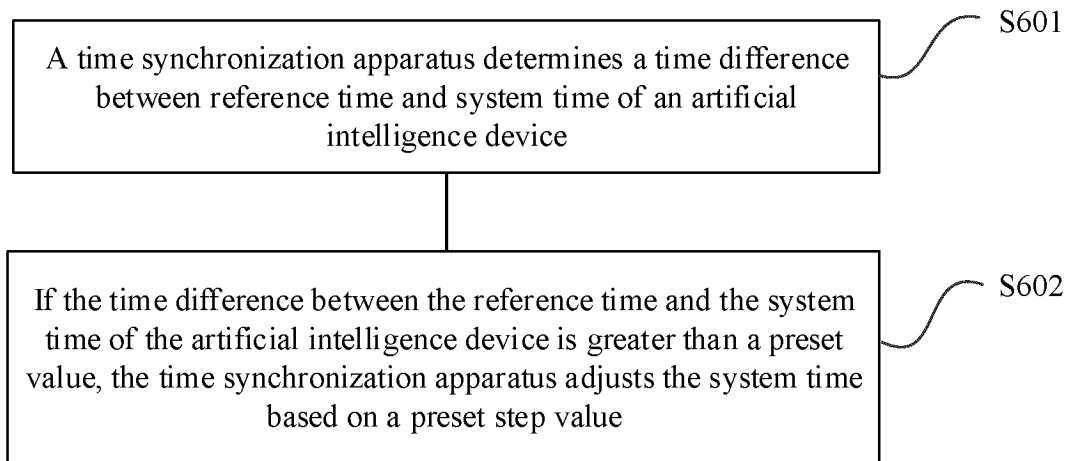 S601
A time synchronization apparatus determines a time difference
between reference time and system time of an artificial
intelligence device
S602
If the time difference between the reference time and the system
time of the artificial intelligence device is greater than a preset
value, the time synchronization apparatus adjusts the system time
based on a preset step value